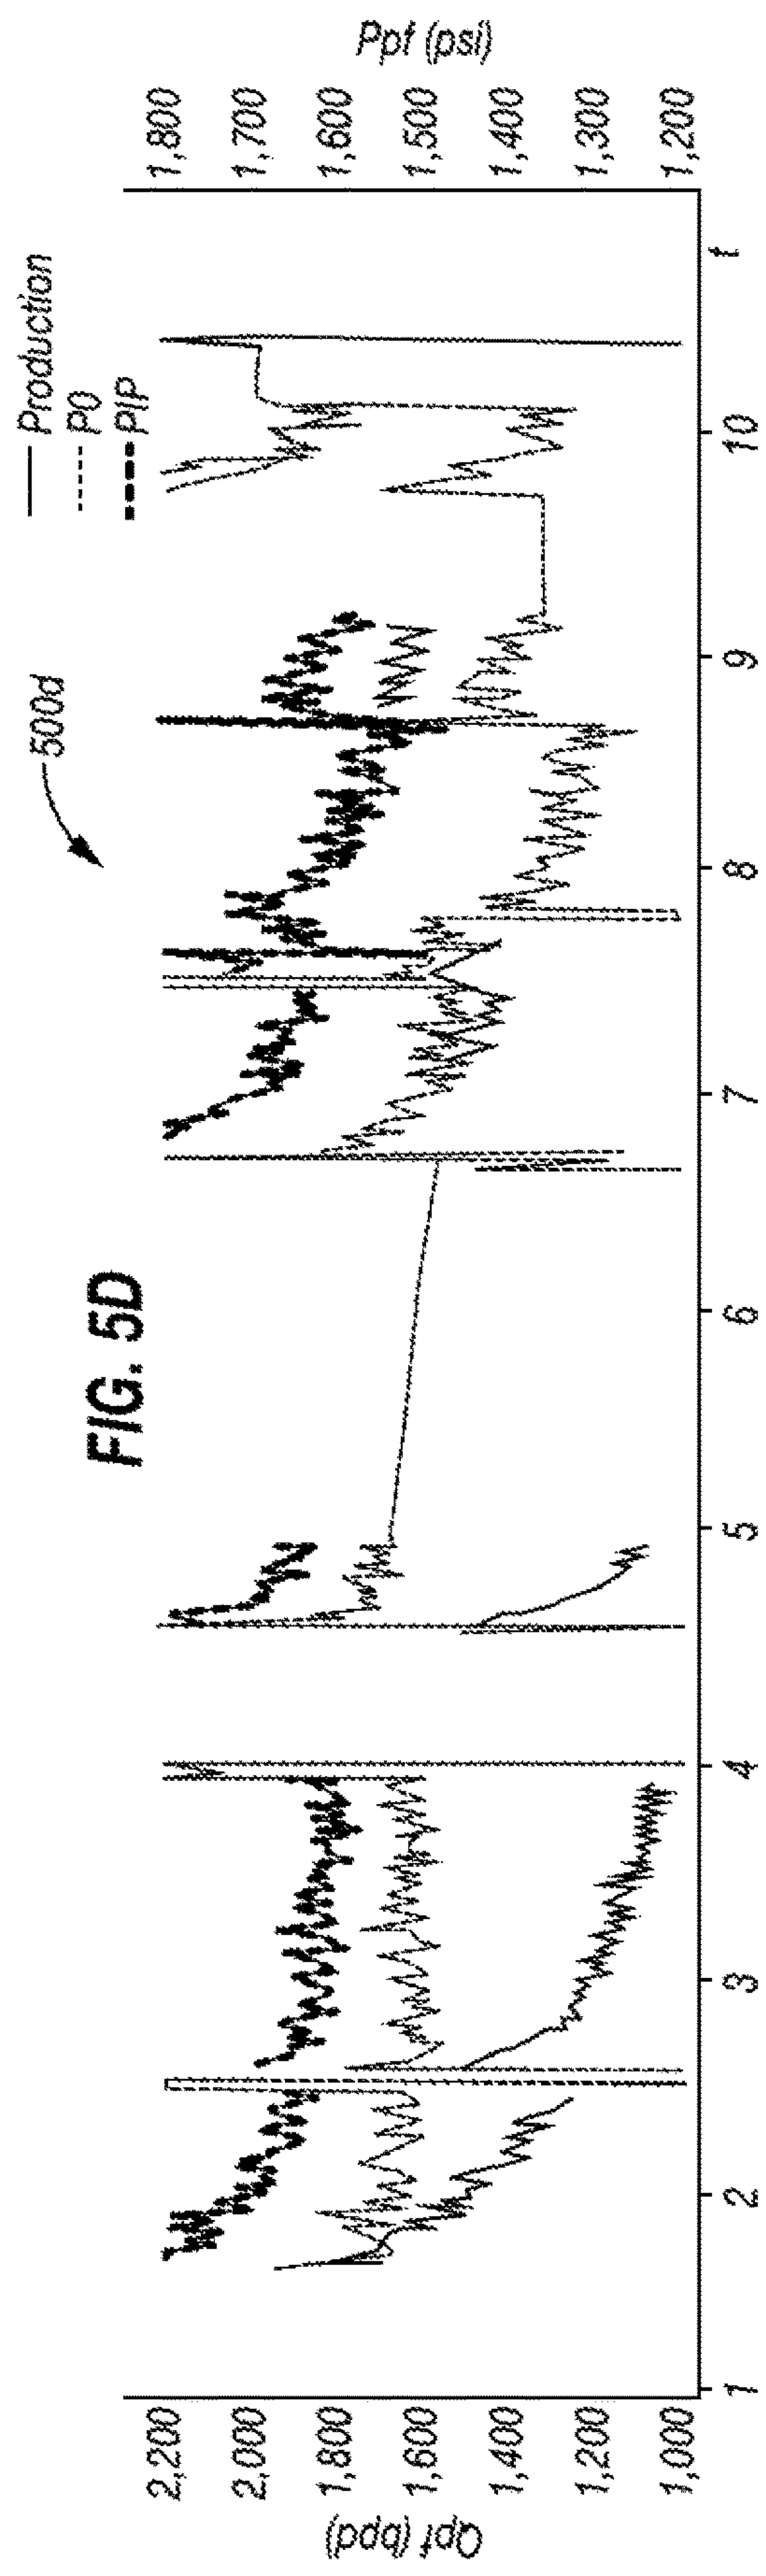 FIG. 5D
500d
Production
PO
PIP
Qpf (bpd)
2,200
2,000
1,800
1,600
1,400
1,200
1,000
Ppf (psi)
1,800
1,700
1,600
1,500
1,400
1,300
1,200
1 2 3 4 5 6 7 8 9 10 t